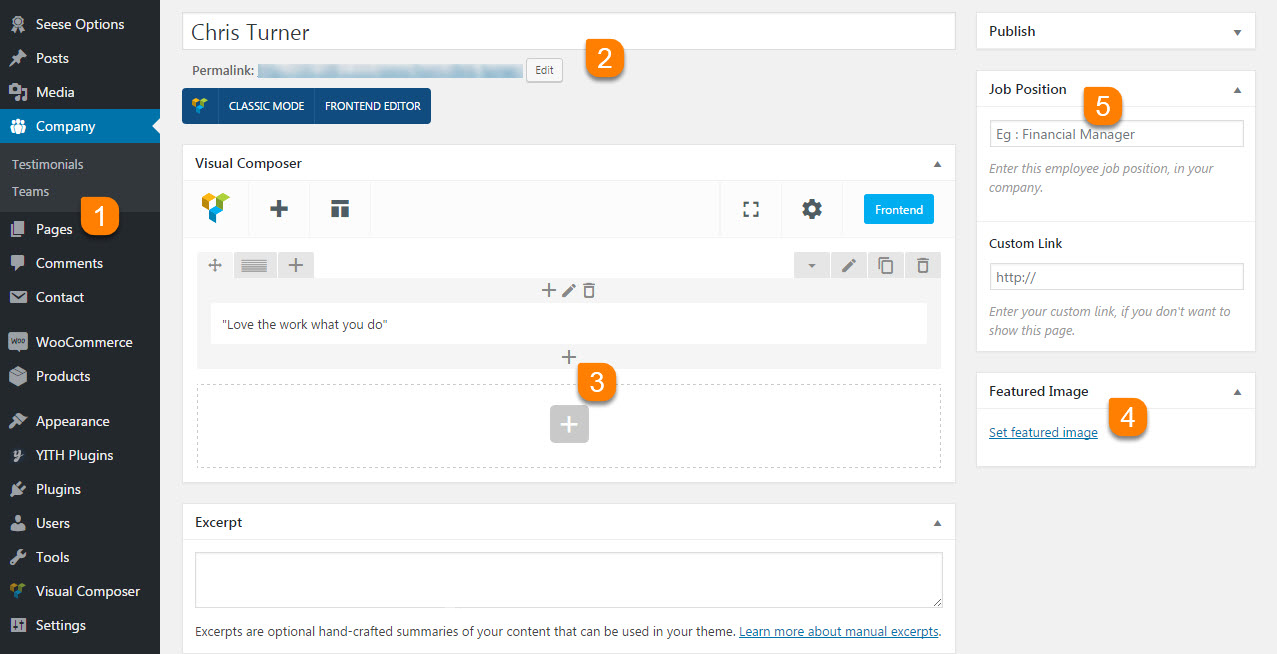 Seese Options
Posts
Media
Company
Testimonials
Teams
1
Pages
Comments
Contact
WOO
WooCommerce
Products
Appearance
YITH Plugins
Plugins
Users
Tools
Visual Composer
Settings
Chris Turner
2
Permalink:
Edit
CLASSIC MODE
FRONTEND EDITOR
Visual Composer
Frontend
"Love the work what you do"
3
Excerpt
Excerpts are optional hand-crafted summaries of your content that can be used in your theme. Learn more about manual excerpts.
Publish
Job Position
5
Eg : Financial Manager
Enter this employee job position, in your
company.
Custom Link
http://
Enter your custom link, if you don't want to
show this page.
Featured Image
4
Set featured image